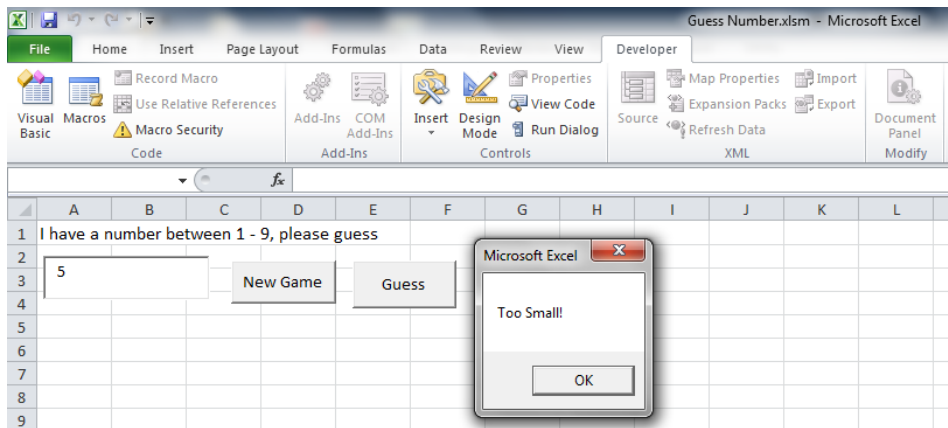 Guess Number.xlsm - Microsoft Excel
File Home Insert Page Layout Formulas Data Review View Developer
Visual Basic
Macros
Record Macro
Use Relative References
Macro Security
Code
Add-Ins
COM Add-Ins
Add-Ins
Insert
Design Mode
Properties
View Code
Run Dialog
Controls
Source
Map Properties
Expansion Packs
Refresh Data
Import
Export
XML
Document Panel
Modify
fx
A B C D E F G H I J K L
1 I have a number between 1 - 9, please guess
2
3
4
5
6
7
8
9
5
New Game
Guess
Microsoft Excel
Too Small!
OK